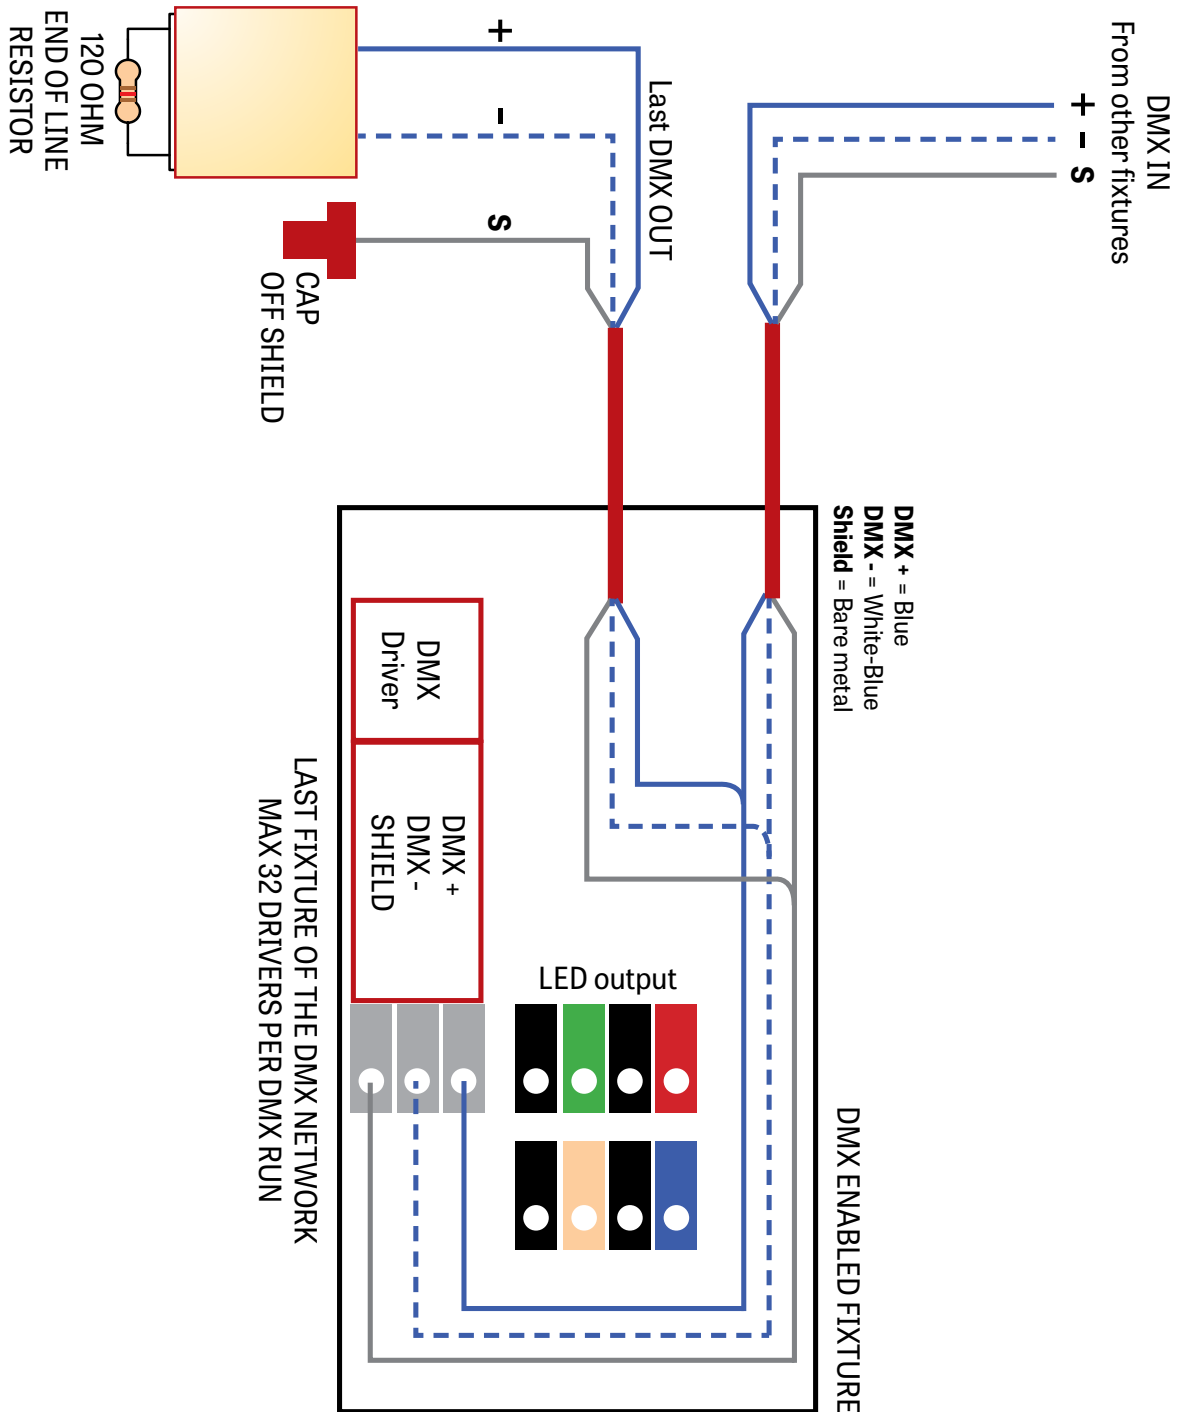 DMX IN
From other fixtures
+
-
S
Last DMX OUT
+
-
S
120 OHM
END OF LINE
RESISTOR
CAP
OFF SHIELD
DMX + = Blue
DMX - = White-Blue
Shield = Bare metal
DMX ENABLED FIXTURE
DMX
Driver
DMX +
DMX -
SHIELD
LED output
LAST FIXTURE OF THE DMX NETWORK
MAX 32 DRIVERS PER DMX RUN